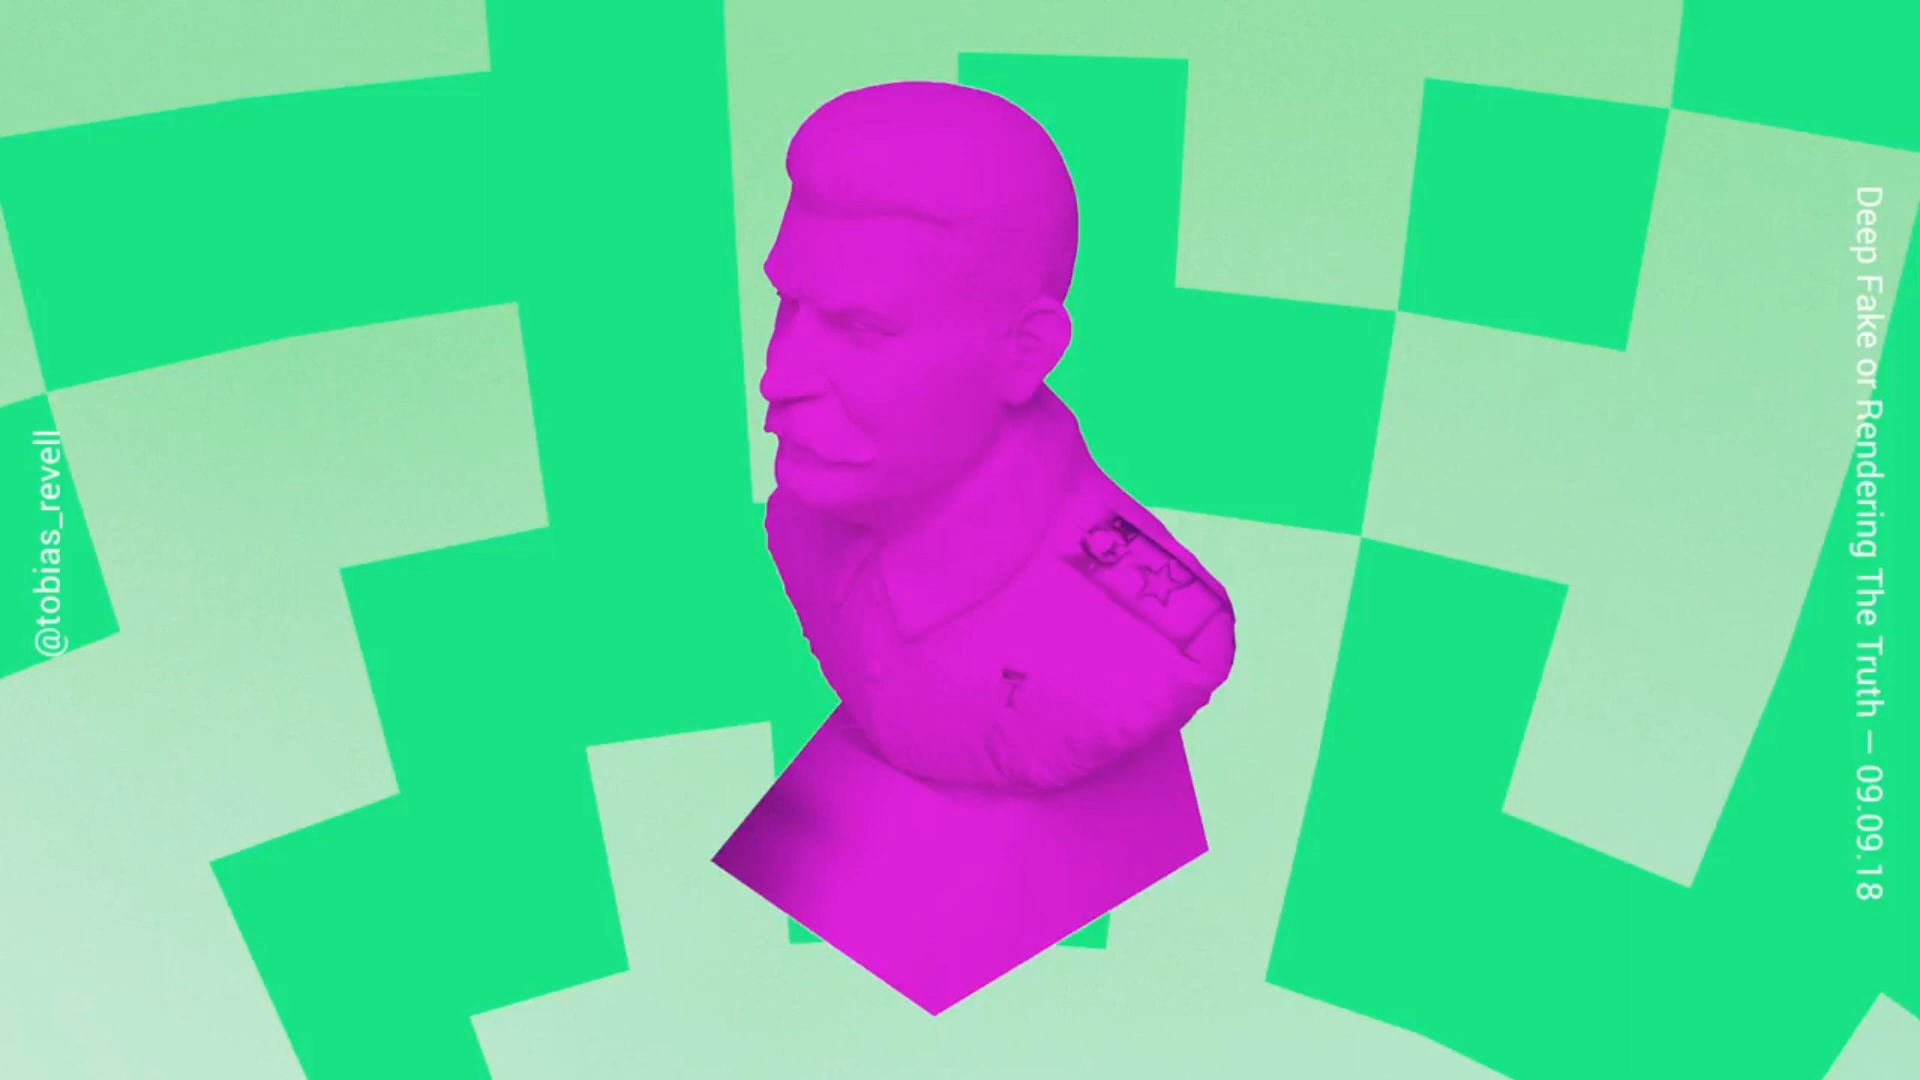 @tobias_revell
Deep Fake or Rendering The Truth — 09.09.18